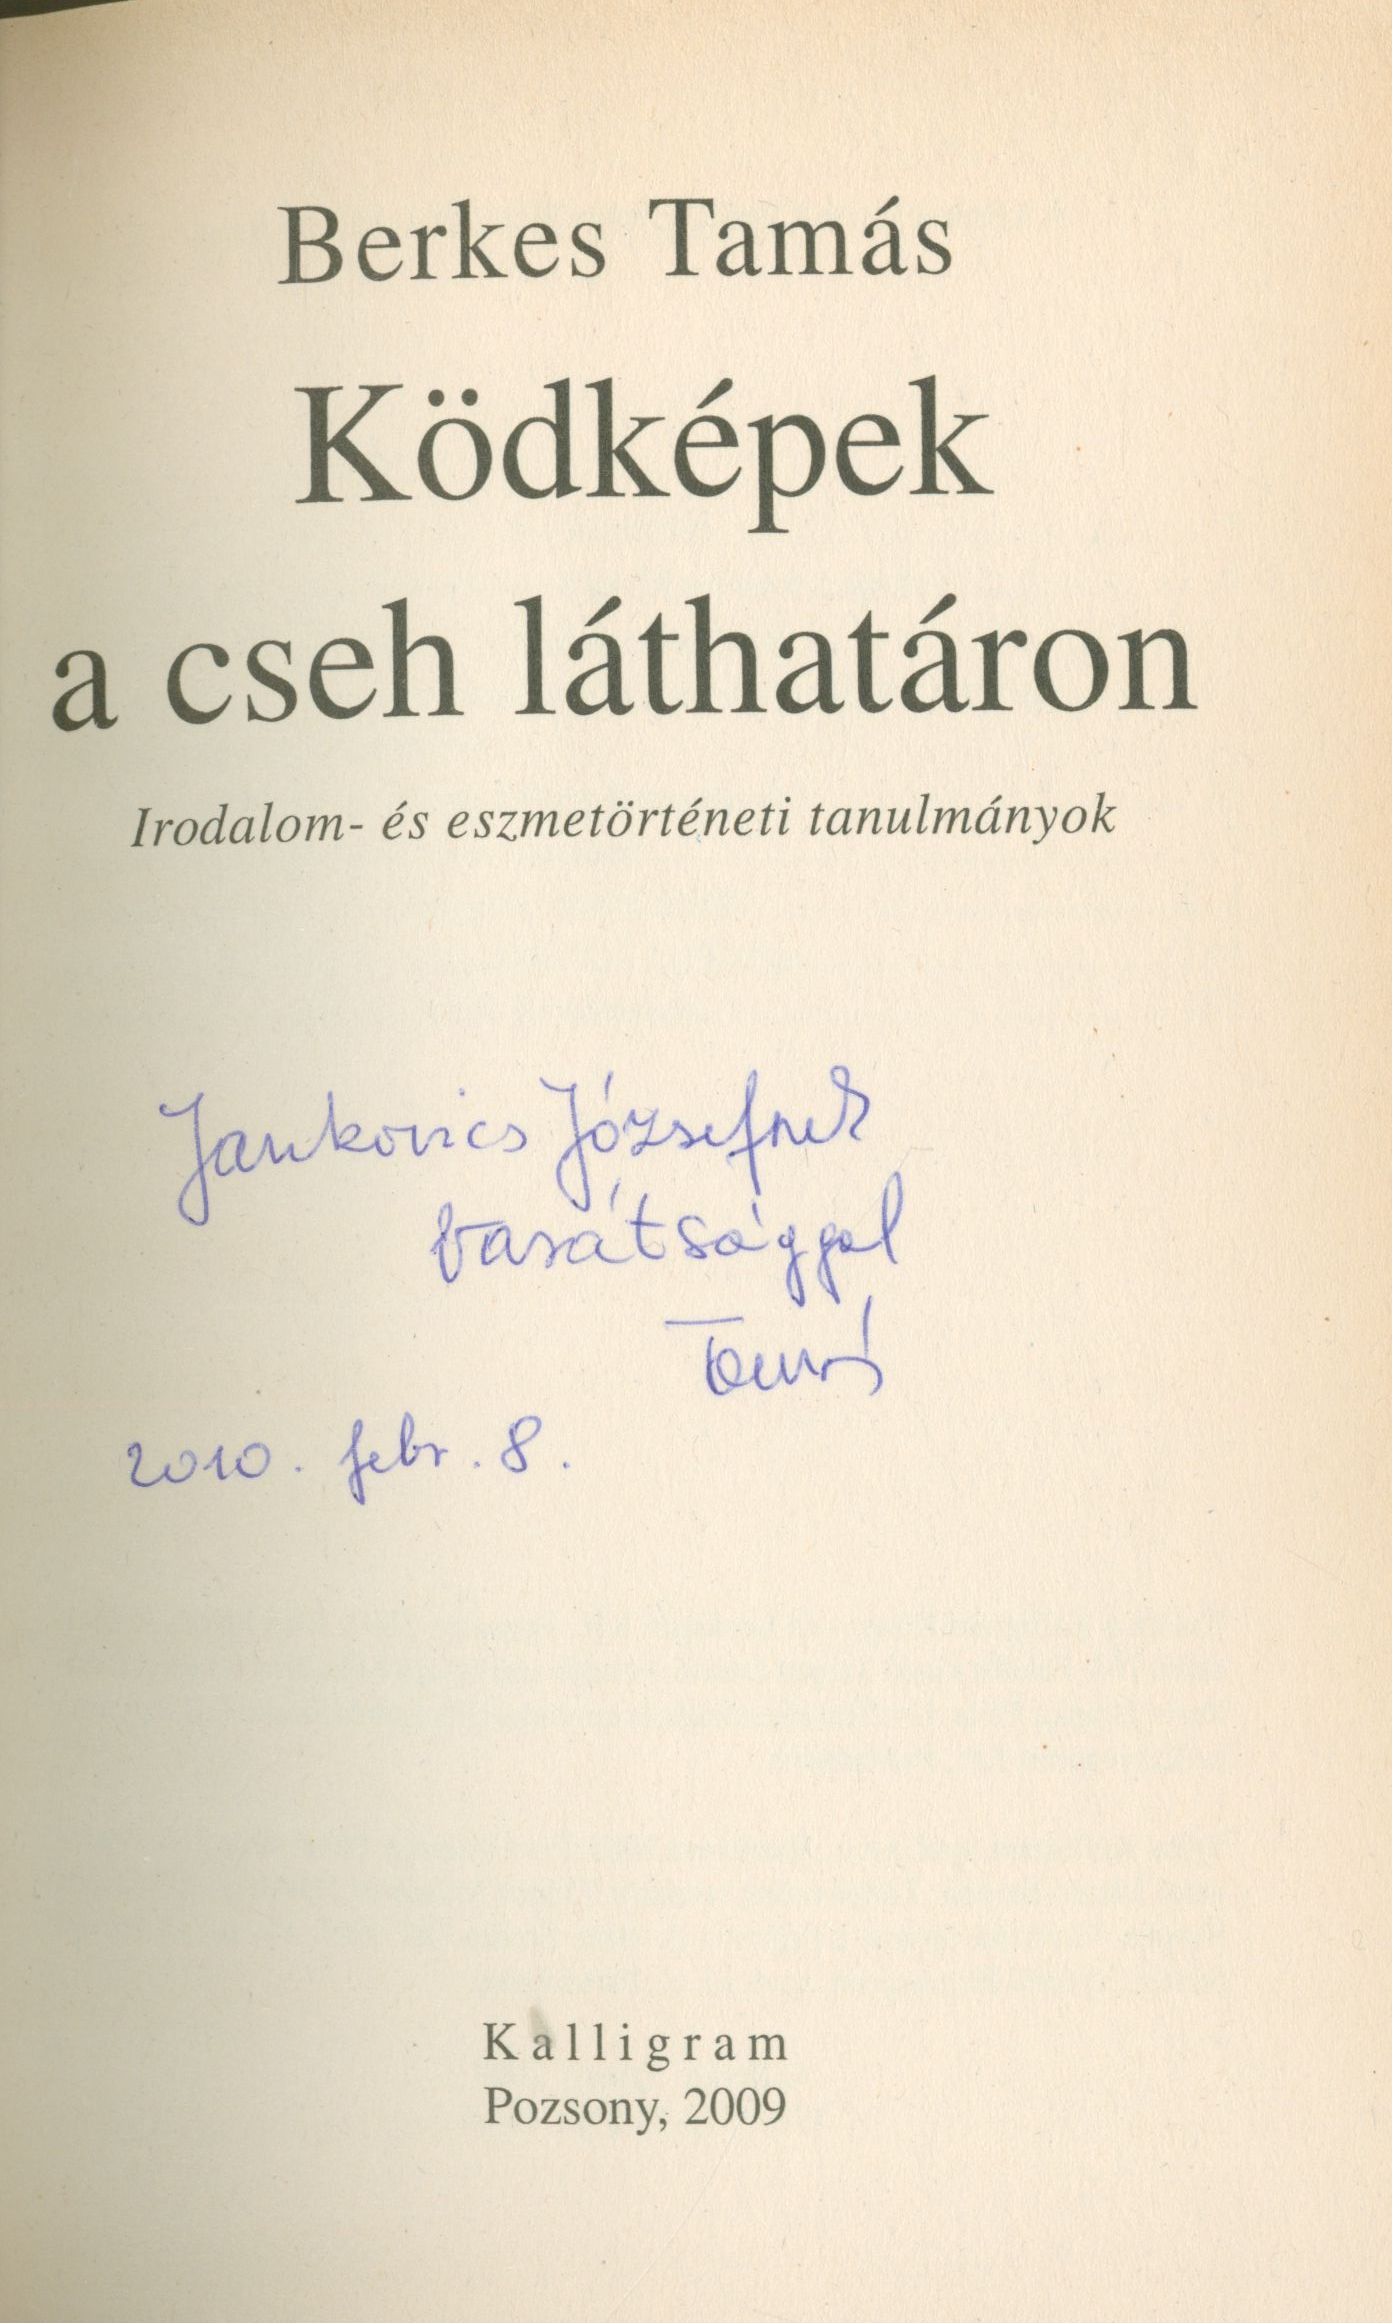 Berkes Tamás
Ködképek
a cseh láthatáron
Irodalom- és eszmetörténeti tanulmányok
Jankovics Józsefnek
barátsággal
Tamás
2010. febr. 8.
Kalligram
Pozsony, 2009